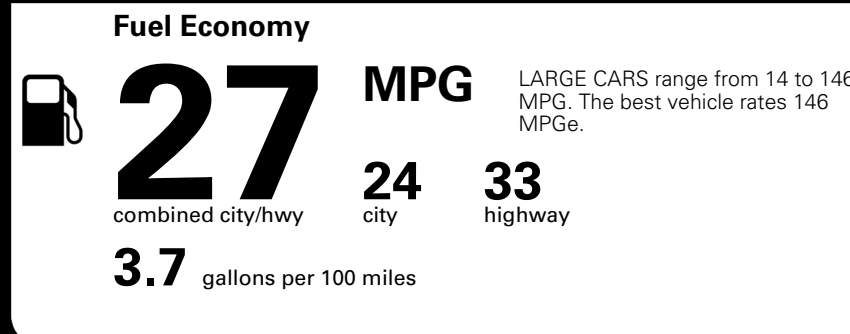 Fuel Economy
27 MPG
LARGE CARS range from 14 to 146
MPG. The best vehicle rates 146
MPGe.
24 33
combined city/hwy city highway
3.7 gallons per 100 miles